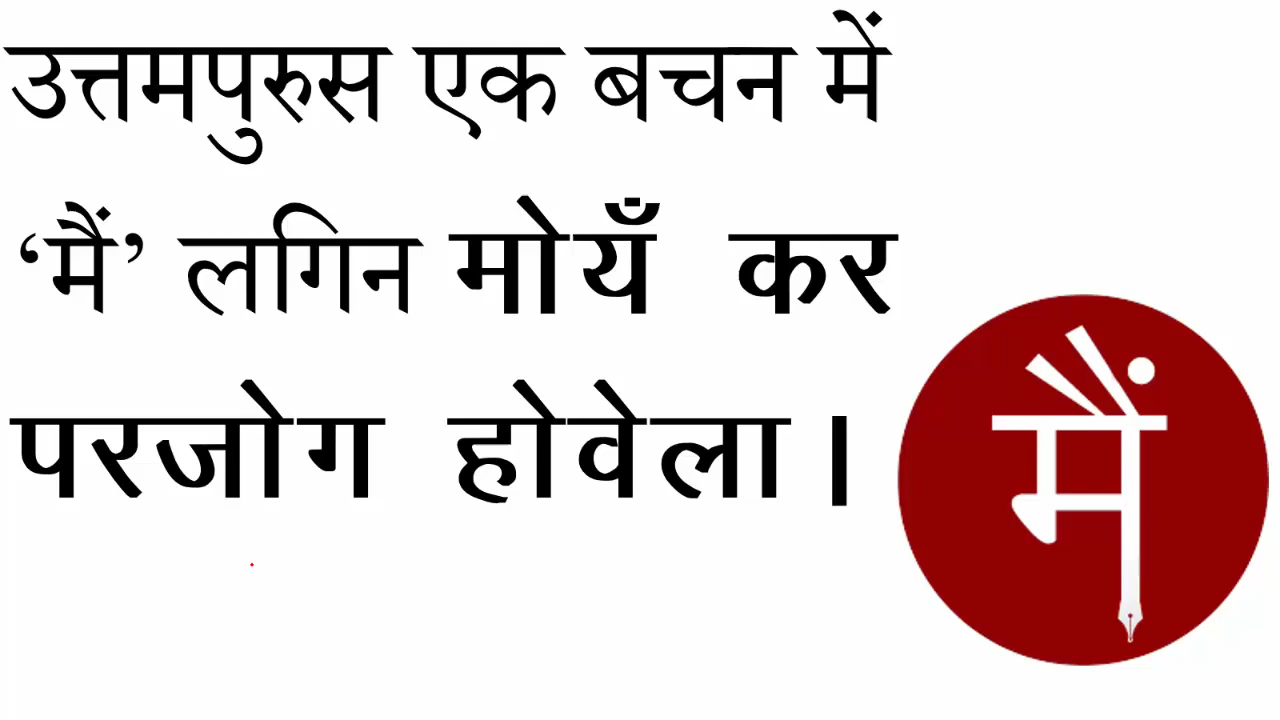 उत्तमपुरुस एक बचन में
‘मैं’ लगिन मोयँ कर
परजोग होवेला।
मैं